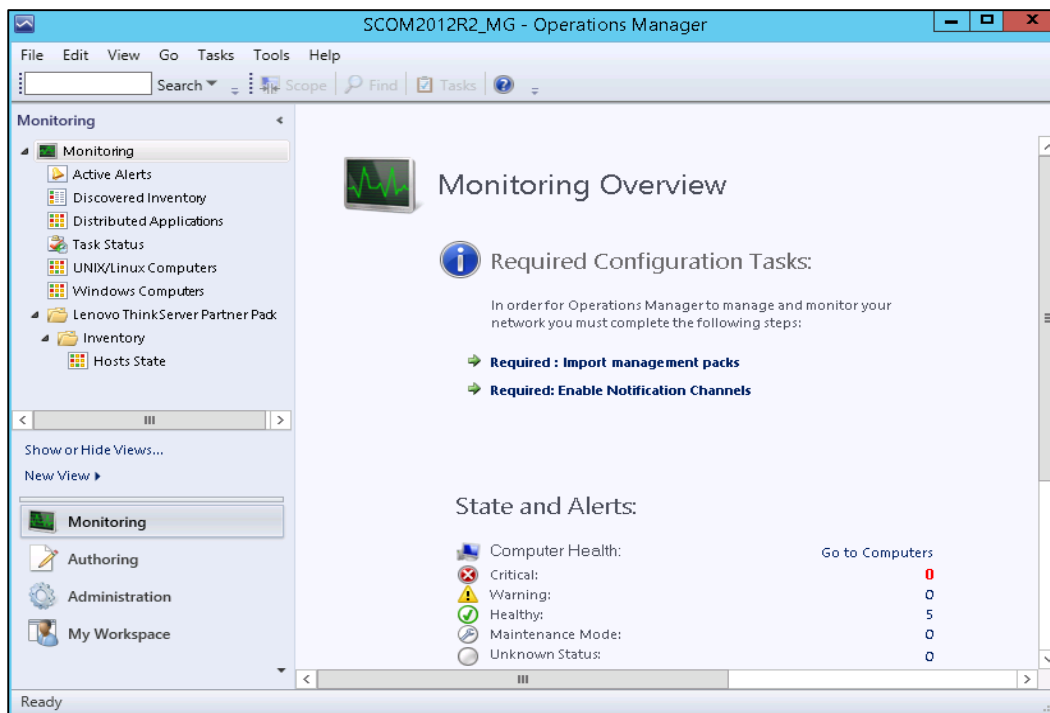 SCOM2012R2_MG - Operations Manager
File Edit View Go Tasks Tools Help
Search Scope Find Tasks
Monitoring
Monitoring
Active Alerts
Discovered Inventory
Distributed Applications
Task Status
UNIX/Linux Computers
Windows Computers
Lenovo ThinkServer Partner Pack
Inventory
Hosts State
Show or Hide Views...
New View
Monitoring
Authoring
Administration
My Workspace
Monitoring Overview
Required Configuration Tasks:
In order for Operations Manager to manage and monitor your
network you must complete the following steps:
Required : Import management packs
Required: Enable Notification Channels
State and Alerts:
Computer Health: Go to Computers
Critical: 0
Warning: 0
Healthy: 5
Maintenance Mode: 0
Unknown Status: 0
Ready